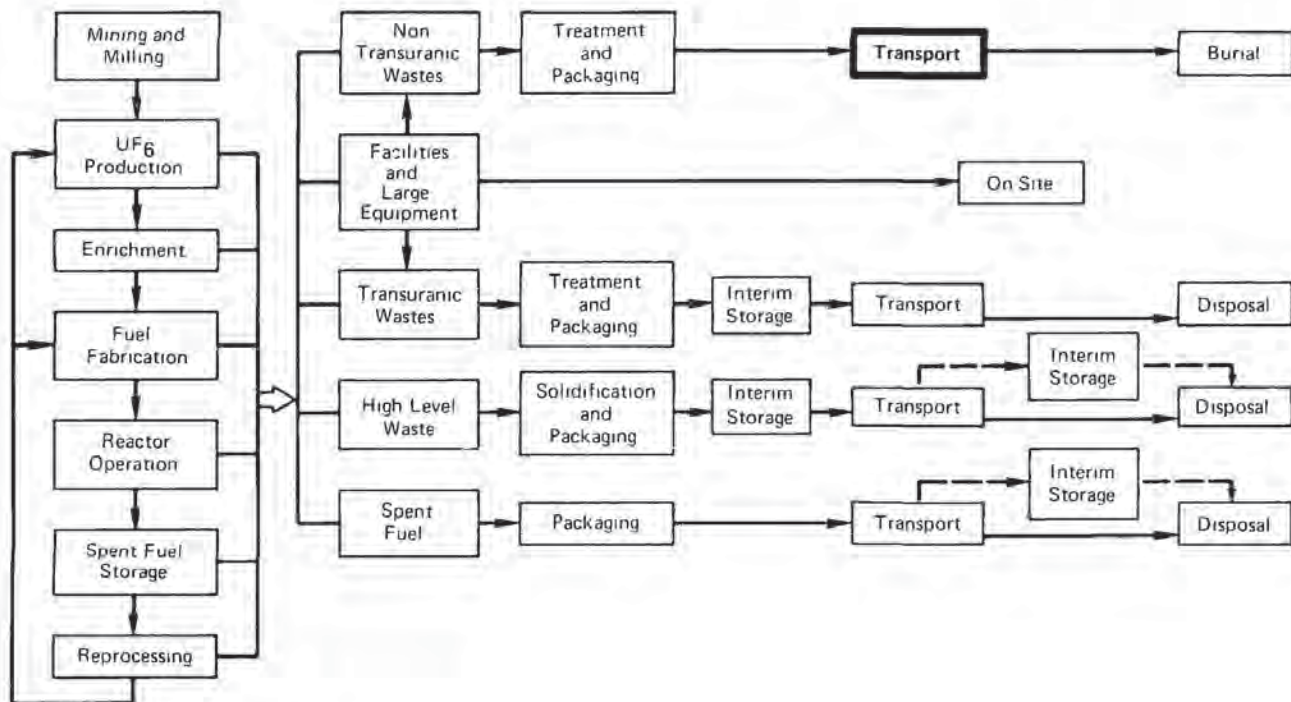 Mining and
Milling
UF6
Production
Enrichment
Fuel
Fabrication
Reactor
Operation
Spent Fuel
Storage
Reprocessing
Non
Transuranic
Wastes
Treatment
and
Packaging
Transport
Burial
Facilities
and
Large
Equipment
On Site
Transuranic
Wastes
Treatment
and
Packaging
Interim
Storage
Transport
Disposal
High Level
Waste
Solidification
and
Packaging
Interim
Storage
Transport
Interim
Storage
Disposal
Spent
Fuel
Packaging
Transport
Interim
Storage
Disposal